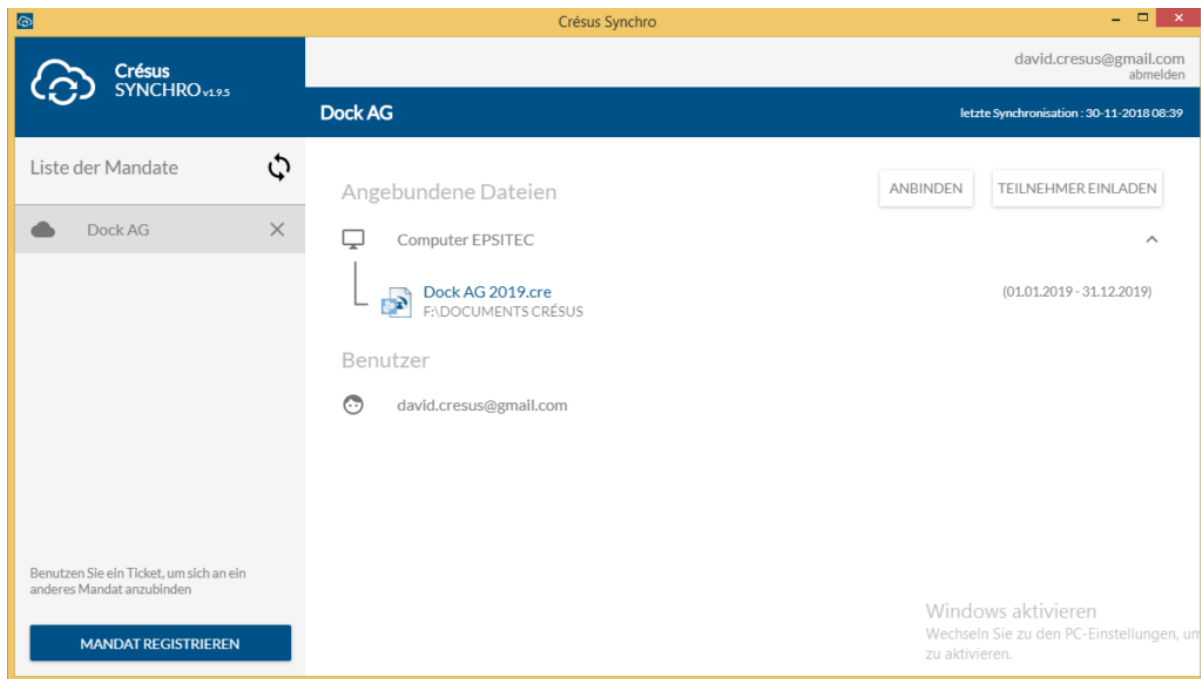 Crésus Synchro
Crésus
SYNCHRO v1.9.5
david.cresus@gmail.com
abmelden
Dock AG
letzte Synchronisation : 30-11-2018 08:39
Liste der Mandate
Dock AG
Angebundene Dateien
ANBINDEN
TEILNEHMER EINLADEN
Computer EPSITEC
Dock AG 2019.cre
(01.01.2019 - 31.12.2019)
F:\DOCUMENTS CRÉSUS
Benutzer
david.cresus@gmail.com
Benutzen Sie ein Ticket, um sich an ein
anderes Mandat anzubinden
MANDAT REGISTRIEREN
Windows aktivieren
Wechseln Sie zu den PC-Einstellungen, um
zu aktivieren.